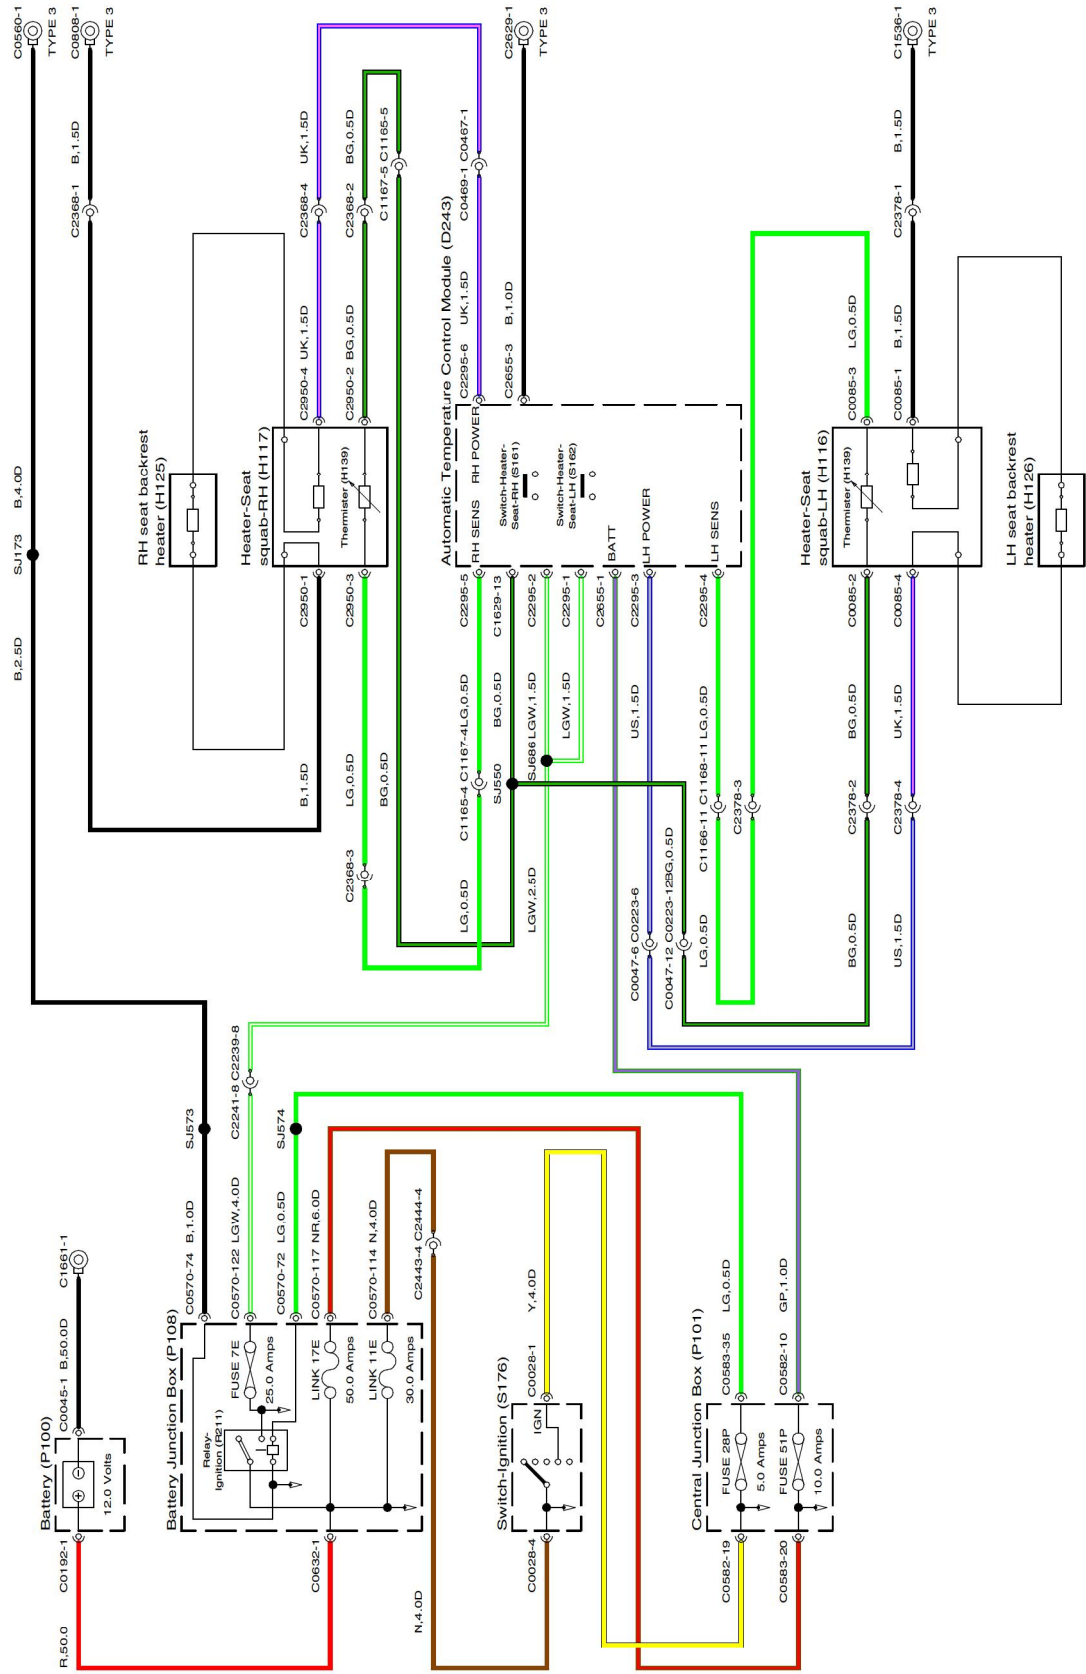 C0560-1
TYPE 3
C0808-1
TYPE 3
C2629-1
TYPE 3
C1536-1
TYPE 3
B,4.0D
SJ173
B,2.5D
B,1.5D
C2368-1
RH seat backrest
heater (H125)
Heater-Seat
squab-RH (H117)
Thermister (H139)
UK,1.5D
C2368-4
UK,1.5D
C2950-4
BG,0.5D
C2368-2
BG,0.5D
C2950-2
C1167-5 C1165-5
C0469-1 C0467-1
UK,1.5D
C2295-6
B,1.0D
C2655-3
C2950-1
B,1.5D
C2950-3
LG,0.5D
BG,0.5D
C2368-3
Automatic Temperature Control Module (D243)
RH SENS
RH POWER
Switch-Heater-
Seat-RH (S161)
Switch-Heater-
Seat-LH (S162)
BATT
LH POWER
LH SENS
C2295-5
C1629-13
C2295-2
C2295-1
C2655-1
C2295-3
C2295-4
C1165-4 C1167-4
LG,0.5D
LG,0.5D
BG,0.5D
SJ550
SJ686
LGW,1.5D
LGW,1.5D
LGW,2.5D
US,1.5D
C0047-6 C0223-6
C0047-12 C0223-12
BG,0.5D
C1166-11 C1168-11
LG,0.5D
LG,0.5D
C2378-3
B,1.5D
C2378-1
B,1.5D
C0085-1
LG,0.5D
C0085-3
Heater-Seat
squab-LH (H116)
Thermister (H139)
LH seat backrest
heater (H126)
C0085-2
C0085-4
BG,0.5D
UK,1.5D
C2378-2
C2378-4
BG,0.5D
US,1.5D
SJ573
C2241-8 C2239-8
SJ574
C1661-1
B,50.0D
C0045-1
Battery (P100)
12.0 Volts
C0192-1
R,50.0
C0570-74
B,1.0D
C0570-122
LGW,4.0D
C0570-72
LG,0.5D
C0570-117
NR,6.0D
C0570-114
N,4.0D
C2443-4 C2444-4
Battery Junction Box (P108)
Relay-
Ignition (R211)
FUSE 7E
25.0 Amps
LINK 17E
50.0 Amps
LINK 11E
30.0 Amps
C0632-1
N,4.0D
Y,4.0D
C0028-1
Switch-Ignition (S176)
IGN
C0028-4
LG,0.5D
C0583-35
GP,1.0D
C0582-10
Central Junction Box (P101)
FUSE 28P
5.0 Amps
FUSE 51P
10.0 Amps
C0582-19
C0583-20